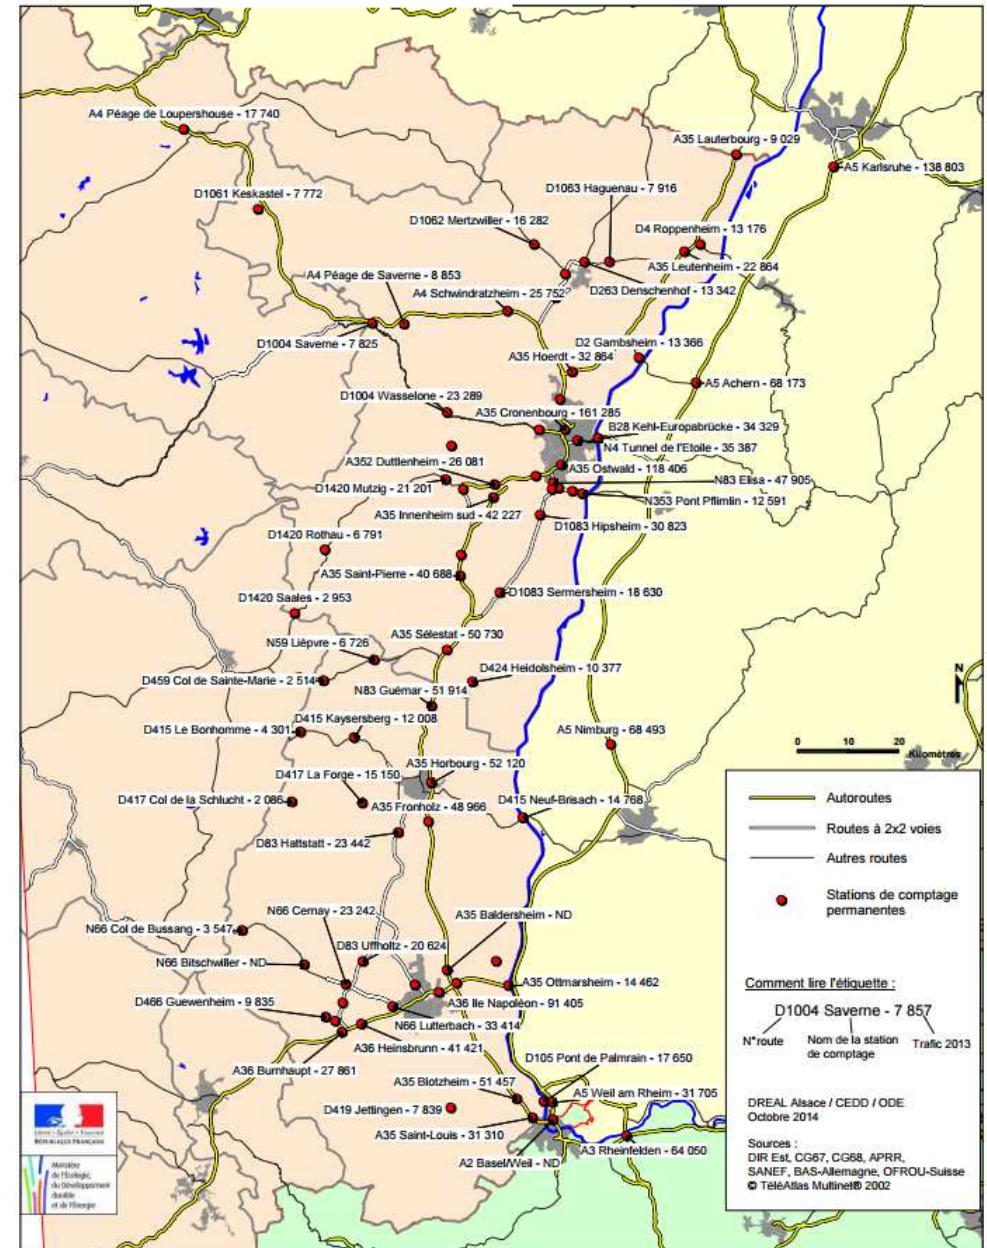 A4 Péage de Loupershouse - 17 740
A35 Lauterbourg - 9 029
A5 Karlsruhe - 138 803
D1063 Haguenau - 7 916
D1061 Keskastel - 7 772
D1062 Mertzwiller - 16 282
D4 Roppenheim - 13 176
A35 Leutenheim - 22 864
A4 Péage de Saverne - 8 853
D263 Denschenhof - 13 342
A4 Schwindratzheim - 25 752
D1004 Saverne - 7 825
D2 Gambsheim - 13 366
A35 Hoerdt - 32 864
A5 Achern - 68 173
D1004 Wasselone - 23 289
A35 Cronenbourg - 161 285
B28 Kehl-Europabrücke - 34 329
N4 Tunnel de l'Etoile - 35 387
A352 Duttlenheim - 26 081
A35 Ostwald - 118 406
N83 Elisa - 47 905
D1420 Mutzig - 21 201
N353 Pont Pflimlin - 12 591
A35 Innenheim sud - 42 227
D1083 Hipsheim - 30 823
D1420 Rothau - 6 791
A35 Saint-Pierre - 40 688
D1083 Sermersheim - 18 630
D1420 Saales - 2 953
A35 Sélestat - 50 730
N59 Lièpvre - 6 726
D424 Heidolsheim - 10 377
D459 Col de Sainte-Marie - 2 514
N83 Guémar - 51 914
N
D415 Kaysersberg - 12 008
D415 Le Bonhomme - 4 301
A5 Nimburg - 68 493
0 10 20
Kilomètres
A35 Horbourg - 52 120
D417 La Forge - 15 150
D417 Col de la Schlucht - 2 086
A35 Fronholz - 48 966
D415 Neuf-Brisach - 14 768
D83 Hattstatt - 23 442
Autoroutes
Routes à 2x2 voies
Autres routes
Stations de comptage
permanentes
N66 Cernay - 23 242
A35 Baldersheim - ND
N66 Col de Bussang - 3 547
D83 Uffholtz - 20 624
N66 Bitschwiller - ND
A35 Ottmarsheim - 14 462
D466 Guewenheim - 9 835
A36 Ile Napoléon - 91 405
N66 Lutterbach - 33 414
A36 Heinsbrunn - 41 421
A36 Burnhaupt - 27 861
D105 Pont de Palmrain - 17 650
A35 Blotzheim - 51 457
A5 Weil am Rheim - 31 705
D419 Jettingen - 7 839
A35 Saint-Louis - 31 310
A3 Rheinfelden - 64 050
A2 Basel/Weil - ND
Comment lire l'étiquette :
D1004 Saverne - 7 857
N°route
Nom de la station
de comptage
Trafic 2013
DREAL Alsace / CEDD / ODE
Octobre 2014
Sources :
DIR Est, CG67, CG68, APRR,
SANEF, BAS-Allemagne, OFROU-Suisse
© TéléAtlas Multinet® 2002
Liberté • Égalité • Fraternité
RÉPUBLIQUE FRANÇAISE
Ministère
de l'Écologie,
du Développement
durable
et de l'Énergie